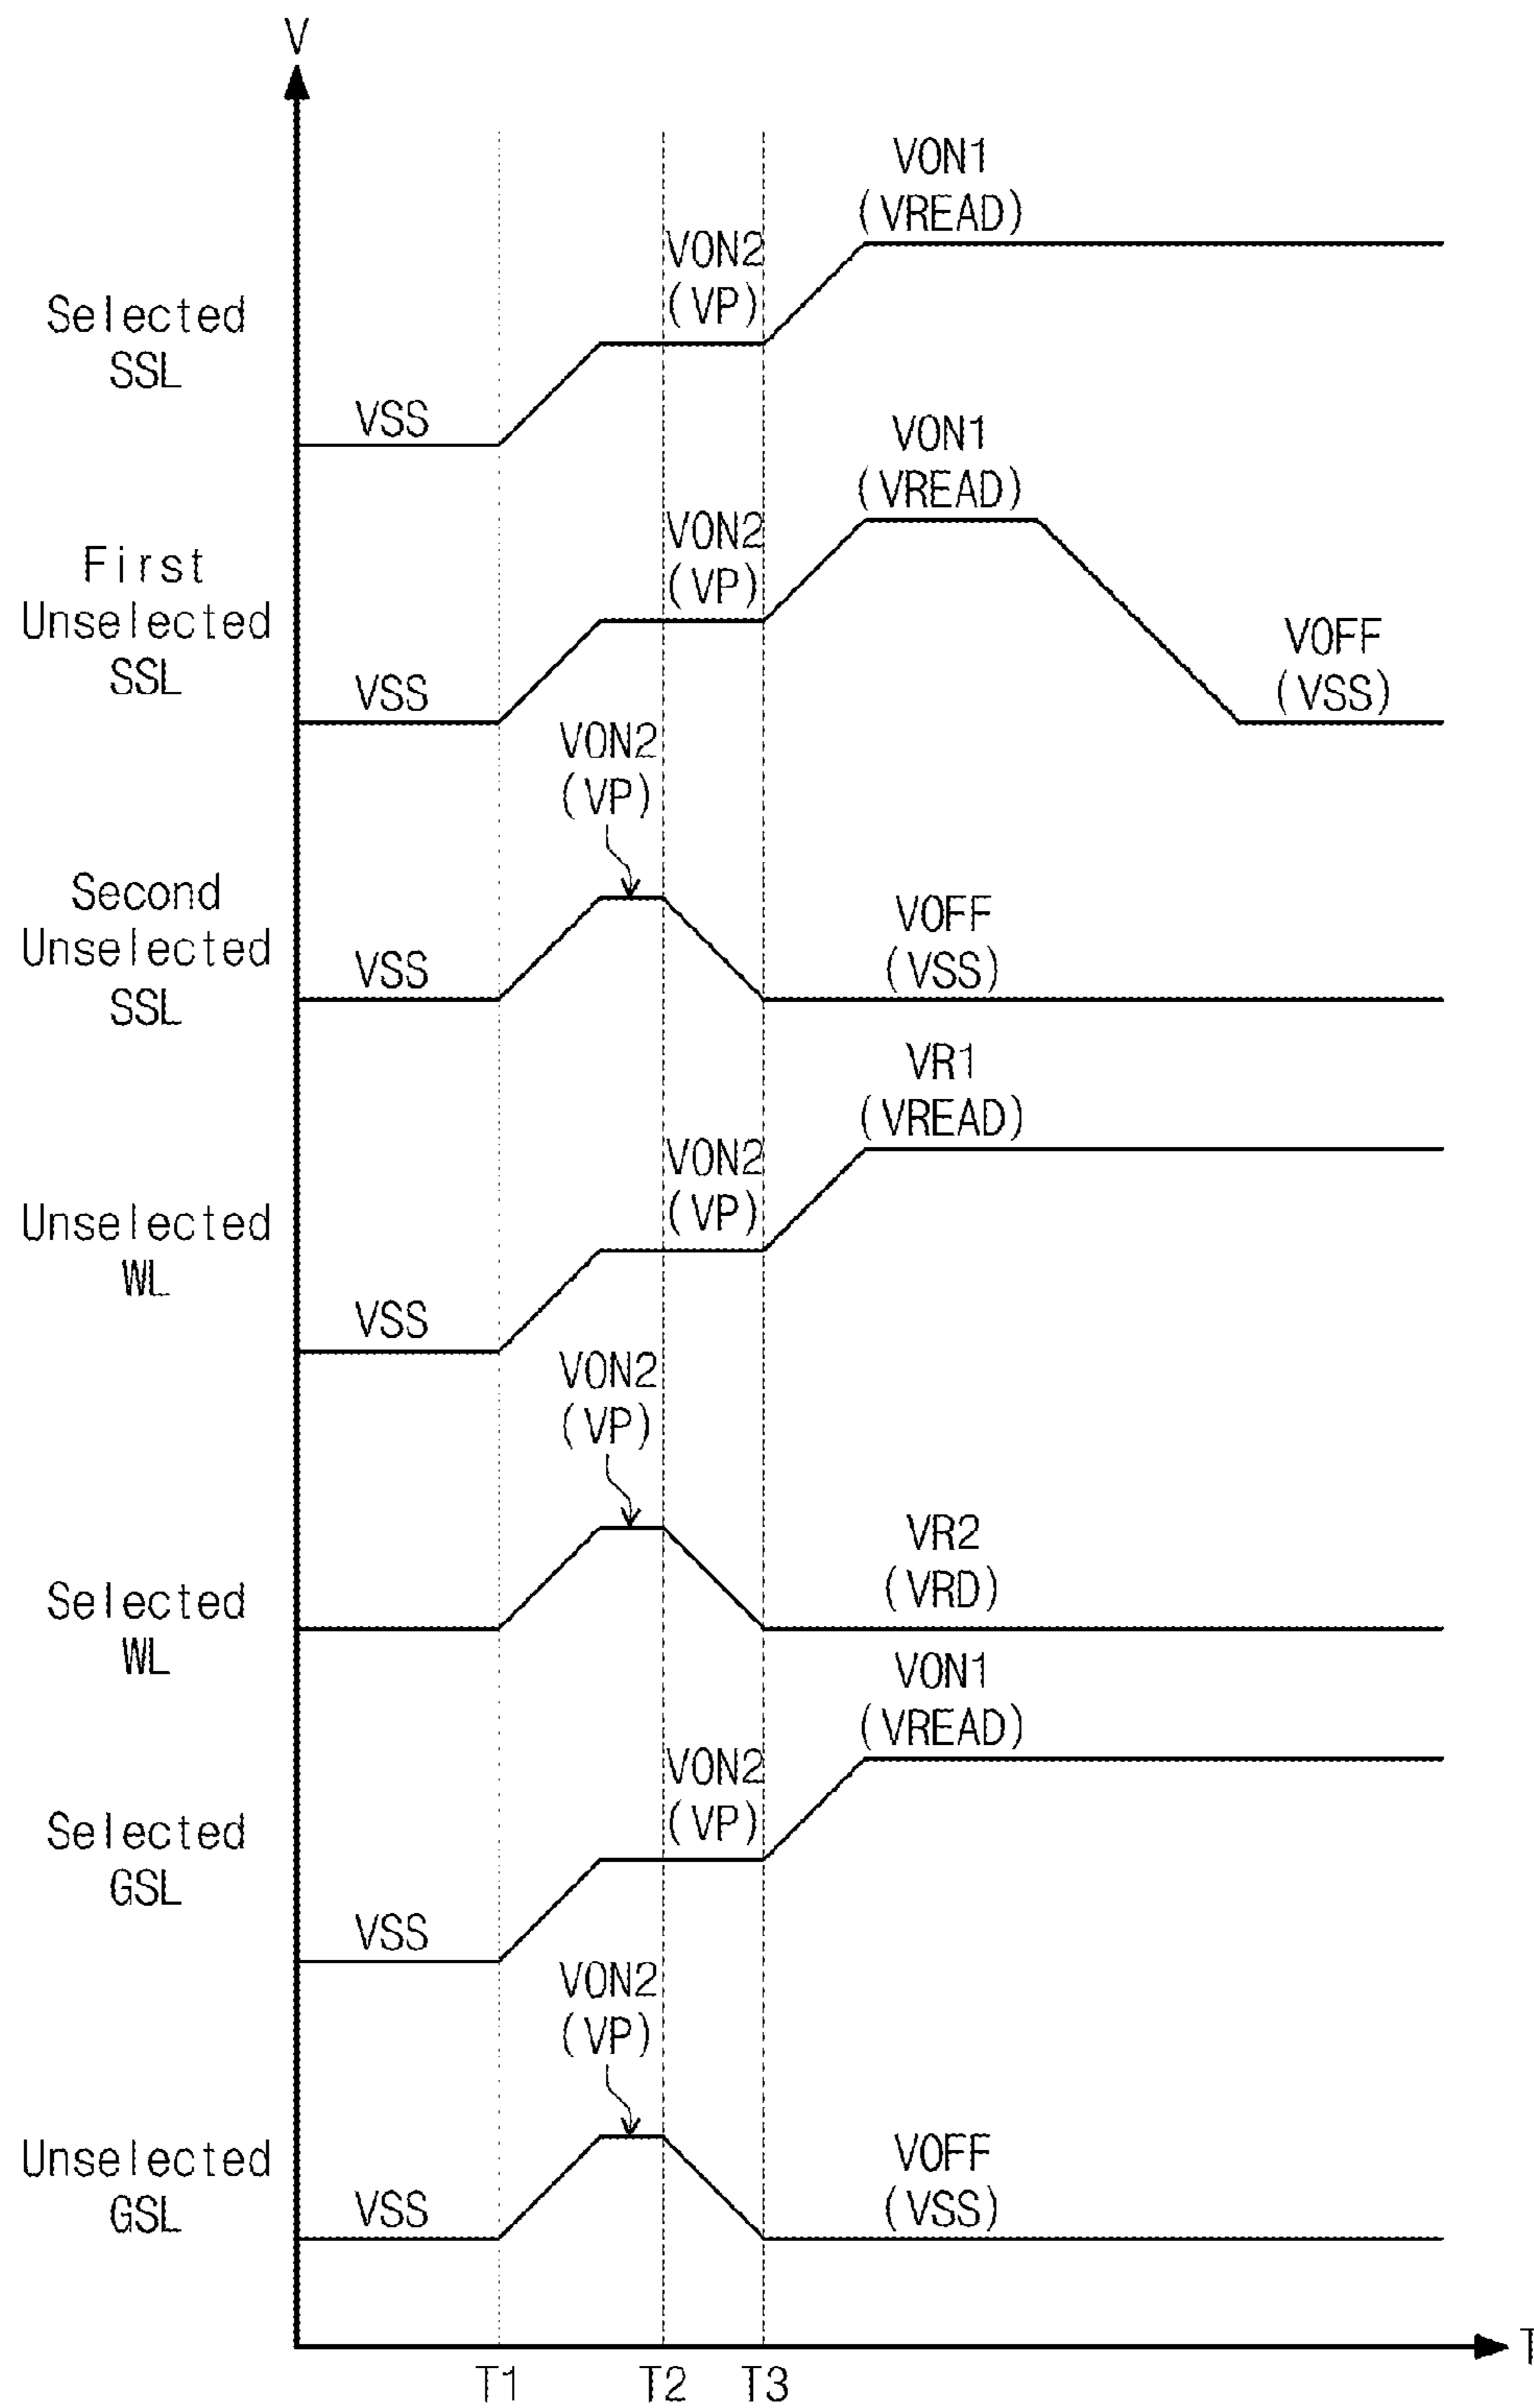 V
VON1
(VREAD)
VON2
(VP)
Selected
SSL
VSS
VON1
(VREAD)
VON2
(VP)
First
Unselected
SSL
VSS
VOFF
(VSS)
VON2
(VP)
Second
Unselected
SSL
VSS
VOFF
(VSS)
VR1
(VREAD)
VON2
(VP)
Unselected
WL
VSS
VON2
(VP)
VR2
(VRD)
Selected
WL
VON1
(VREAD)
VON2
(VP)
Selected
GSL
VSS
VON2
(VP)
Unselected
GSL
VSS
VOFF
(VSS)
T
T1 T2 T3